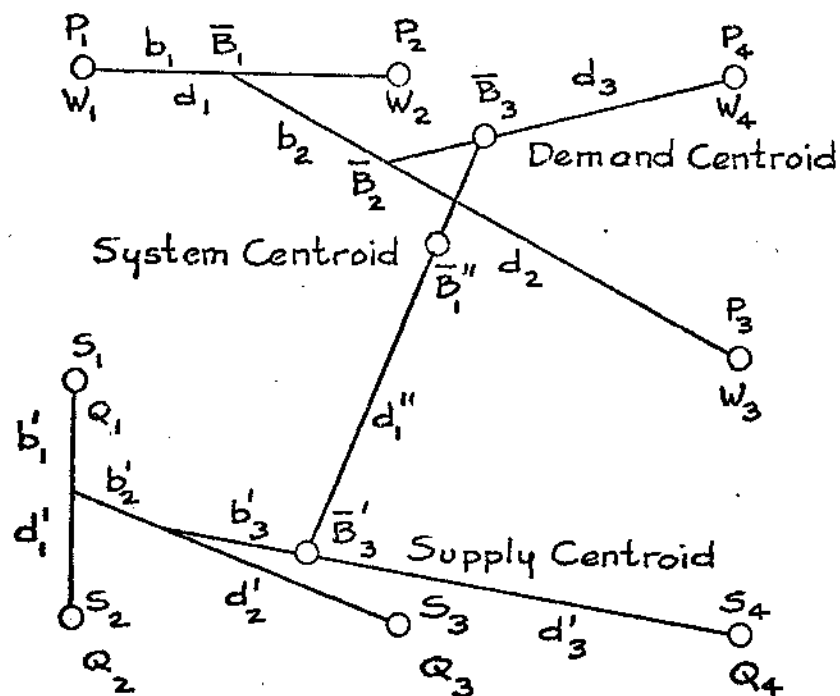 P₁ b₁ B̅₁ P₂ P₄
W₁ d₁ W₂ B̅₃ d₃ W₄
b₂ B̅₂ Demand Centroid
System Centroid B̅₁'' d₂
P₃
W₃
S₁
Q₁
b₁' d₁''
b₂' b₃' B̅₃' Supply Centroid
d₁'
d₂'
S₂ S₃ d₃' S₄
Q₂ Q₃ Q₄